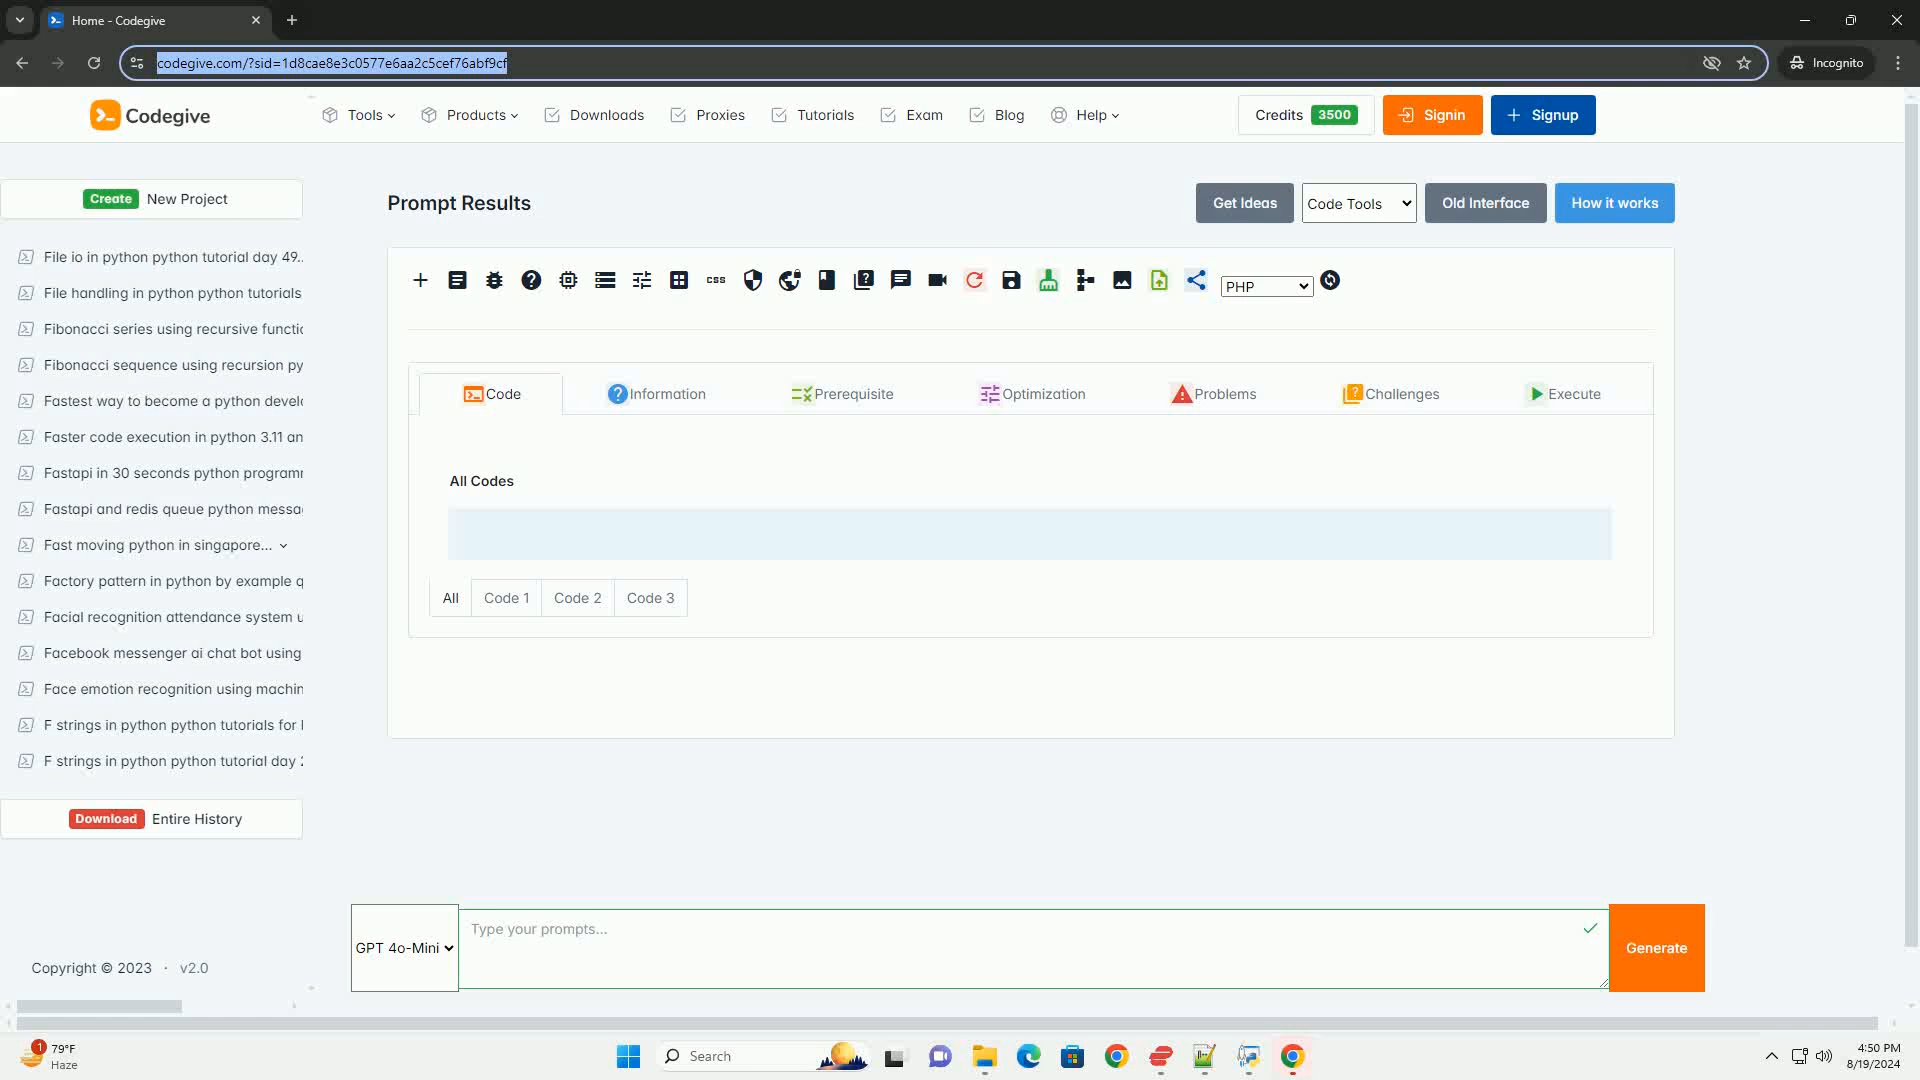 Home - Codegive
codegive.com/?sid=1d8cae8e3c0577e6aa2c5cef76abf9cf
Incognito
Codegive
Tools
Products
Downloads
Proxies
Tutorials
Exam
Blog
Help
Credits 3500
Signin
Signup
Create New Project
File io in python python tutorial day 49..
File handling in python python tutorials
Fibonacci series using recursive functic
Fibonacci sequence using recursion py
Fastest way to become a python develo
Faster code execution in python 3.11 an
Fastapi in 30 seconds python programm
Fastapi and redis queue python messa
Fast moving python in singapore...
Factory pattern in python by example q
Facial recognition attendance system u
Facebook messenger ai chat bot using
Face emotion recognition using machin
F strings in python python tutorials for
F strings in python python tutorial day 2
Download Entire History
Copyright © 2023 · v2.0
Prompt Results
Get Ideas
Code Tools
Old Interface
How it works
css
PHP
Code
Information
Prerequisite
Optimization
Problems
Challenges
Execute
All Codes
All
Code 1
Code 2
Code 3
GPT 4o-Mini
Type your prompts...
Generate
1
79°F
Haze
Search
4:50 PM
8/19/2024